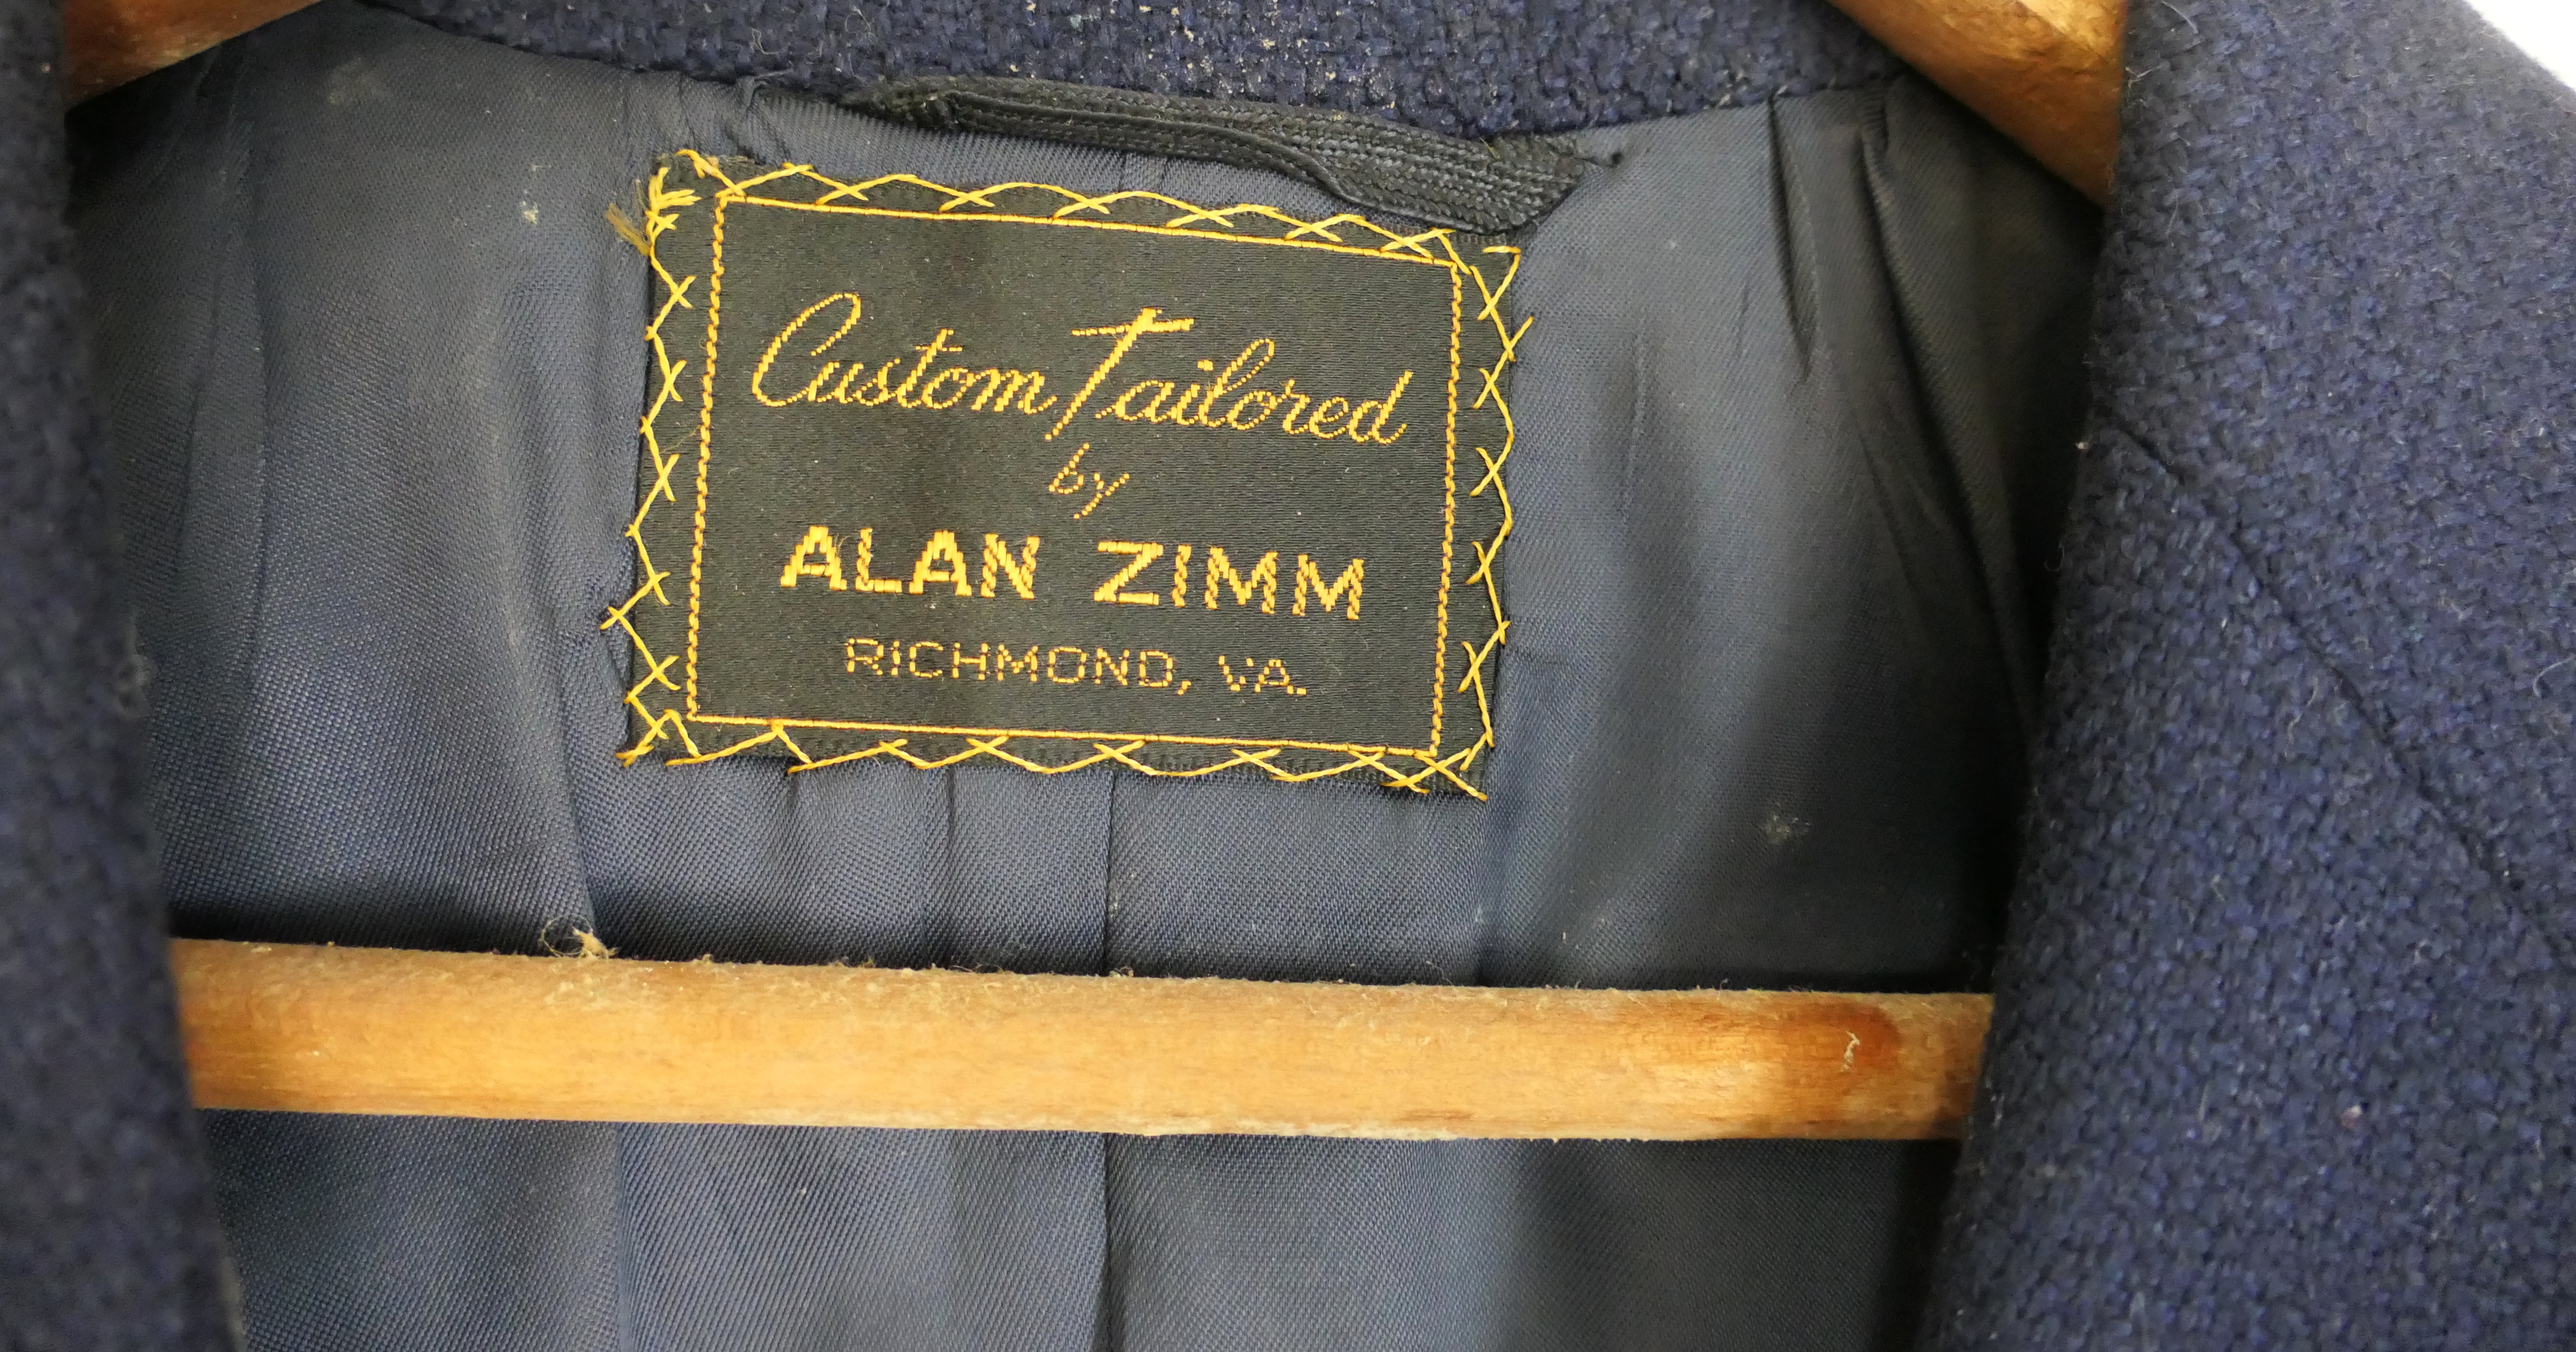 Custom Tailored
by
ALAN ZIMM
RICHMOND, VA.